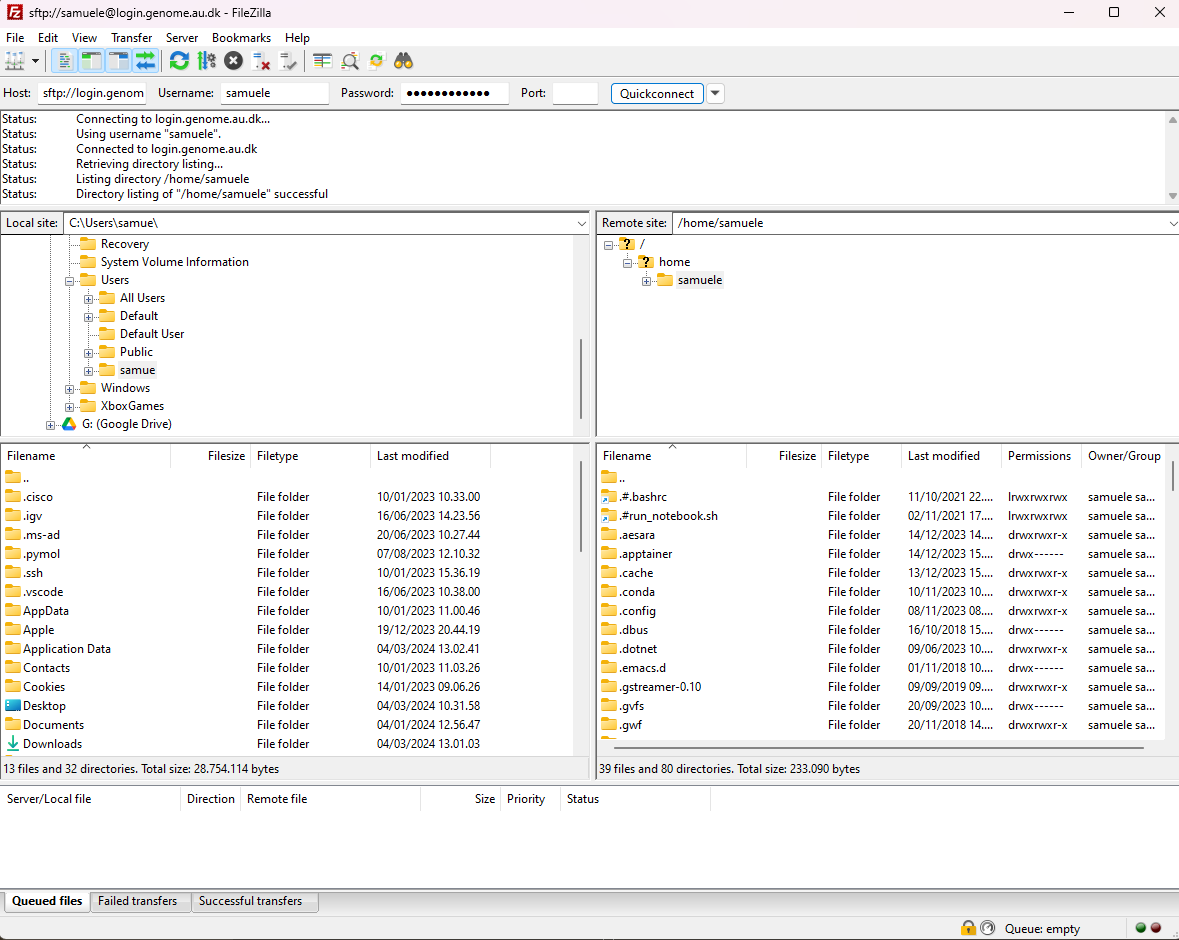 sftp://samuele@login.genome.au.dk - FileZilla
File Edit View Transfer Server Bookmarks Help
Host: sftp://login.genom Username: samuele Password: ●●●●●●●●●●●● Port: Quickconnect
Status: Connecting to login.genome.au.dk...
Status: Using username "samuele".
Status: Connected to login.genome.au.dk
Status: Retrieving directory listing...
Status: Listing directory /home/samuele
Status: Directory listing of "/home/samuele" successful
Local site: C:\Users\samue\
Recovery
System Volume Information
Users
All Users
Default
Default User
Public
samue
Windows
XboxGames
G: (Google Drive)
Remote site: /home/samuele
/
home
samuele
Filename Filesize Filetype Last modified
..
.cisco File folder 10/01/2023 10.33.00
.igv File folder 16/06/2023 14.23.56
.ms-ad File folder 20/06/2023 10.27.44
.pymol File folder 07/08/2023 12.10.32
.ssh File folder 10/01/2023 15.36.19
.vscode File folder 16/06/2023 10.38.00
AppData File folder 10/01/2023 11.00.46
Apple File folder 19/12/2023 20.44.19
Application Data File folder 04/03/2024 13.02.41
Contacts File folder 10/01/2023 11.03.26
Cookies File folder 14/01/2023 09.06.26
Desktop File folder 04/03/2024 10.31.58
Documents File folder 04/01/2024 12.56.47
Downloads File folder 04/03/2024 13.01.03
13 files and 32 directories. Total size: 28.754.114 bytes
Filename Filesize Filetype Last modified Permissions Owner/Group
..
.#.bashrc File folder 11/10/2021 22.... lrwxrwxrwx samuele sa...
.#run_notebook.sh File folder 02/11/2021 17.... lrwxrwxrwx samuele sa...
.aesara File folder 14/12/2023 14.... drwxrwxr-x samuele sa...
.apptainer File folder 14/12/2023 15.... drwx------ samuele sa...
.cache File folder 13/12/2023 15.... drwxrwxr-x samuele sa...
.conda File folder 10/11/2023 10.... drwxrwxr-x samuele sa...
.config File folder 08/11/2023 08.... drwxrwxr-x samuele sa...
.dbus File folder 16/10/2018 15.... drwx------ samuele sa...
.dotnet File folder 09/06/2023 10.... drwxrwxr-x samuele sa...
.emacs.d File folder 01/11/2018 10.... drwx------ samuele sa...
.gstreamer-0.10 File folder 09/09/2019 09.... drwxrwxr-x samuele sa...
.gvfs File folder 20/09/2023 10.... drwx------ samuele sa...
.gwf File folder 20/11/2018 14.... drwxrwxr-x samuele sa...
39 files and 80 directories. Total size: 233.090 bytes
Server/Local file Direction Remote file Size Priority Status
Queued files Failed transfers Successful transfers
Queue: empty